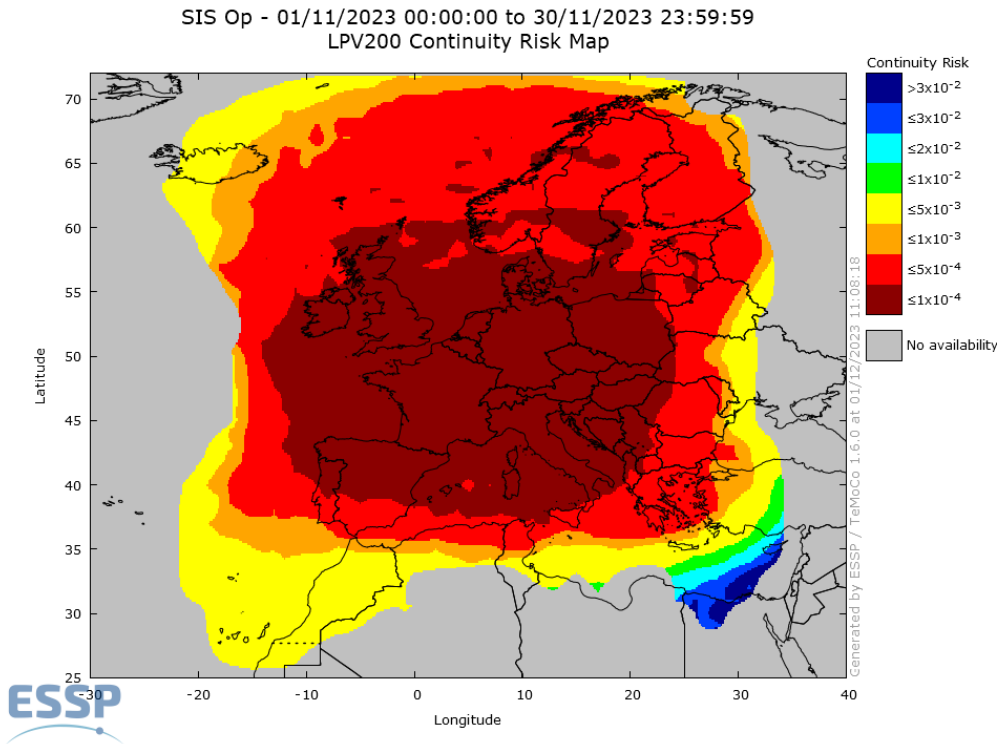 SIS Op - 01/11/2023 00:00:00 to 30/11/2023 23:59:59
LPV200 Continuity Risk Map
Continuity Risk
>3x10⁻²
≤3x10⁻²
≤2x10⁻²
≤1x10⁻²
≤5x10⁻³
≤1x10⁻³
≤5x10⁻⁴
≤1x10⁻⁴
No availability
70
65
60
55
50
45
40
35
30
25
Latitude
-30
-20
-10
0
10
20
30
40
Longitude
Generated by ESSP / TeMoCo 1.6.0 at 01/12/2023 11:08:18
ESSP